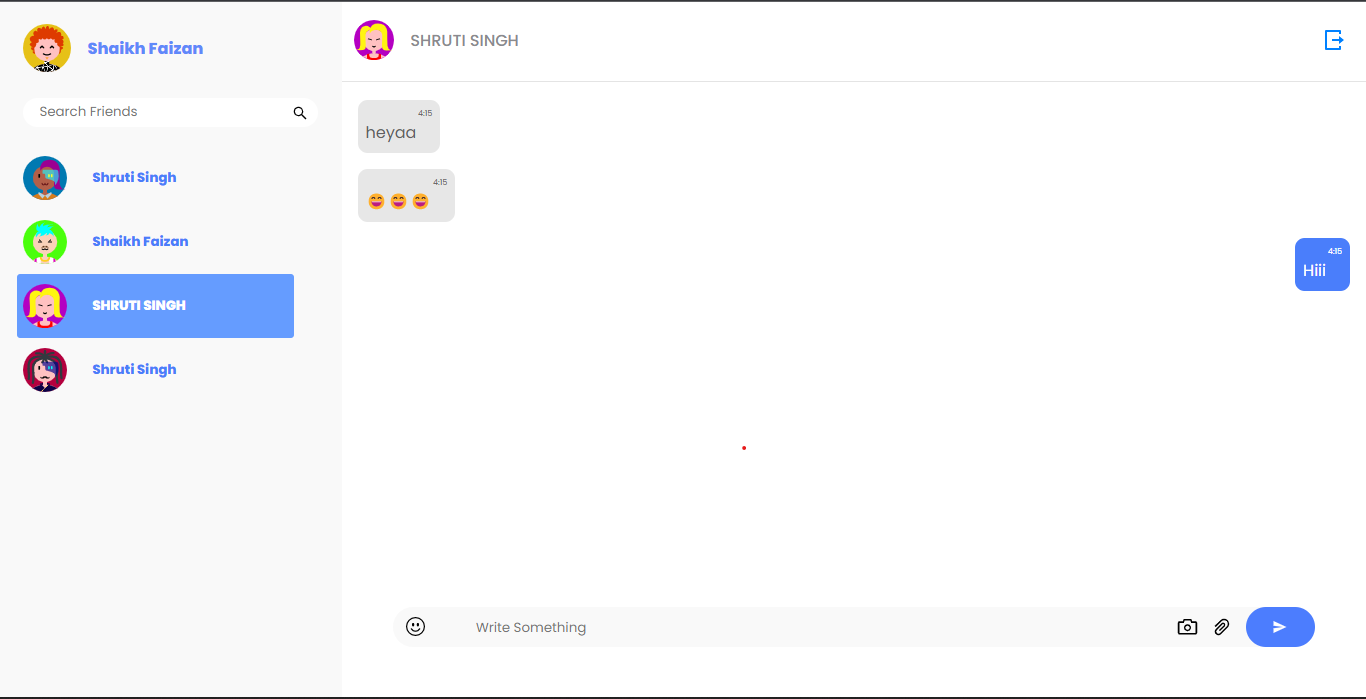 Shaikh Faizan
Search Friends
Shruti Singh
Shaikh Faizan
SHRUTI SINGH
Shruti Singh
SHRUTI SINGH
4:15
heyaa
4:15
😄😄😄
4:15
Hiii
Write Something